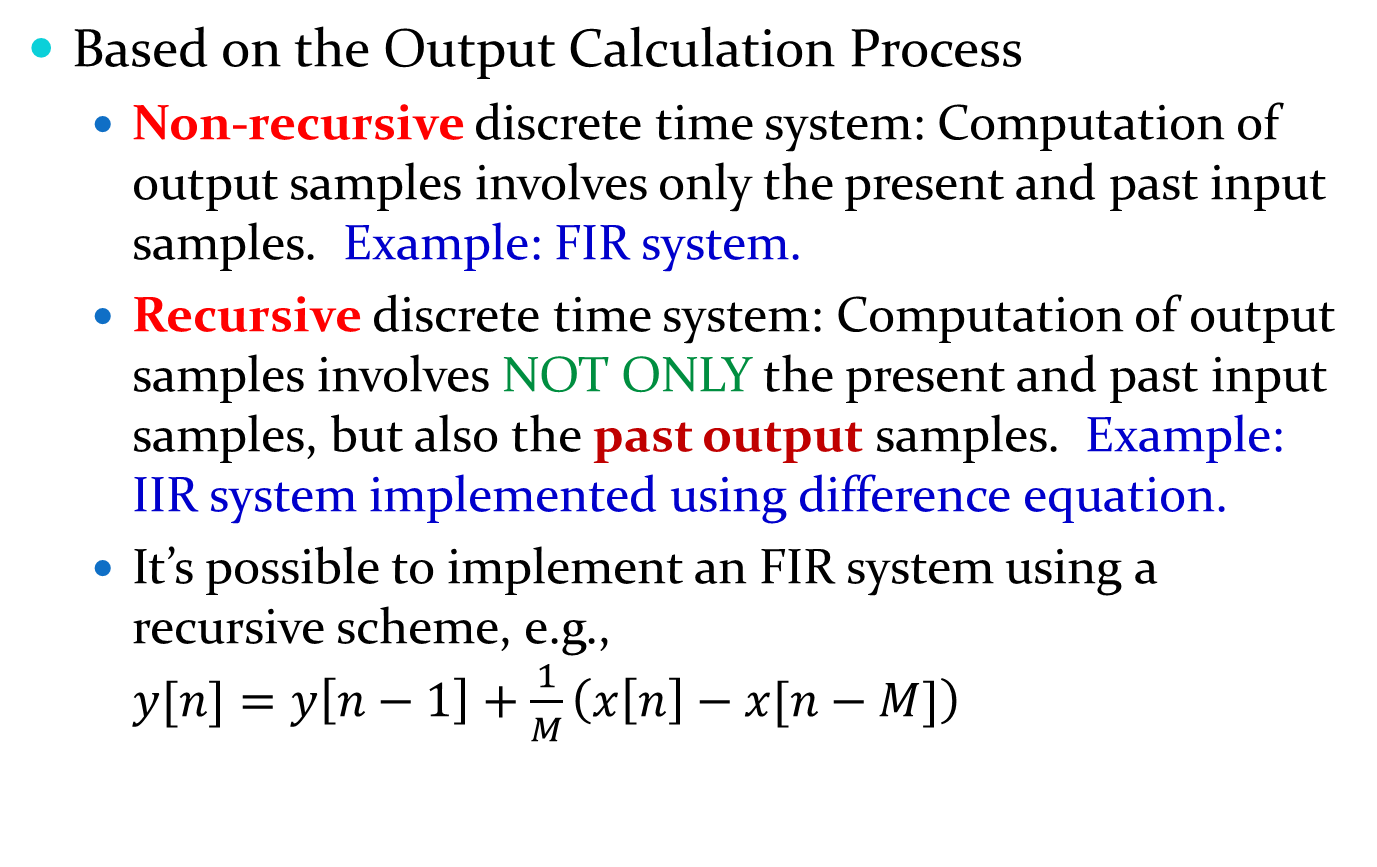 • Based on the Output Calculation Process
• Non-recursive discrete time system: Computation of
output samples involves only the present and past input
samples. Example: FIR system.
• Recursive discrete time system: Computation of output
samples involves NOT ONLY the present and past input
samples, but also the past output samples. Example:
IIR system implemented using difference equation.
• It’s possible to implement an FIR system using a
recursive scheme, e.g.,
y[n] = y[n − 1] + 1/M (x[n] − x[n − M])